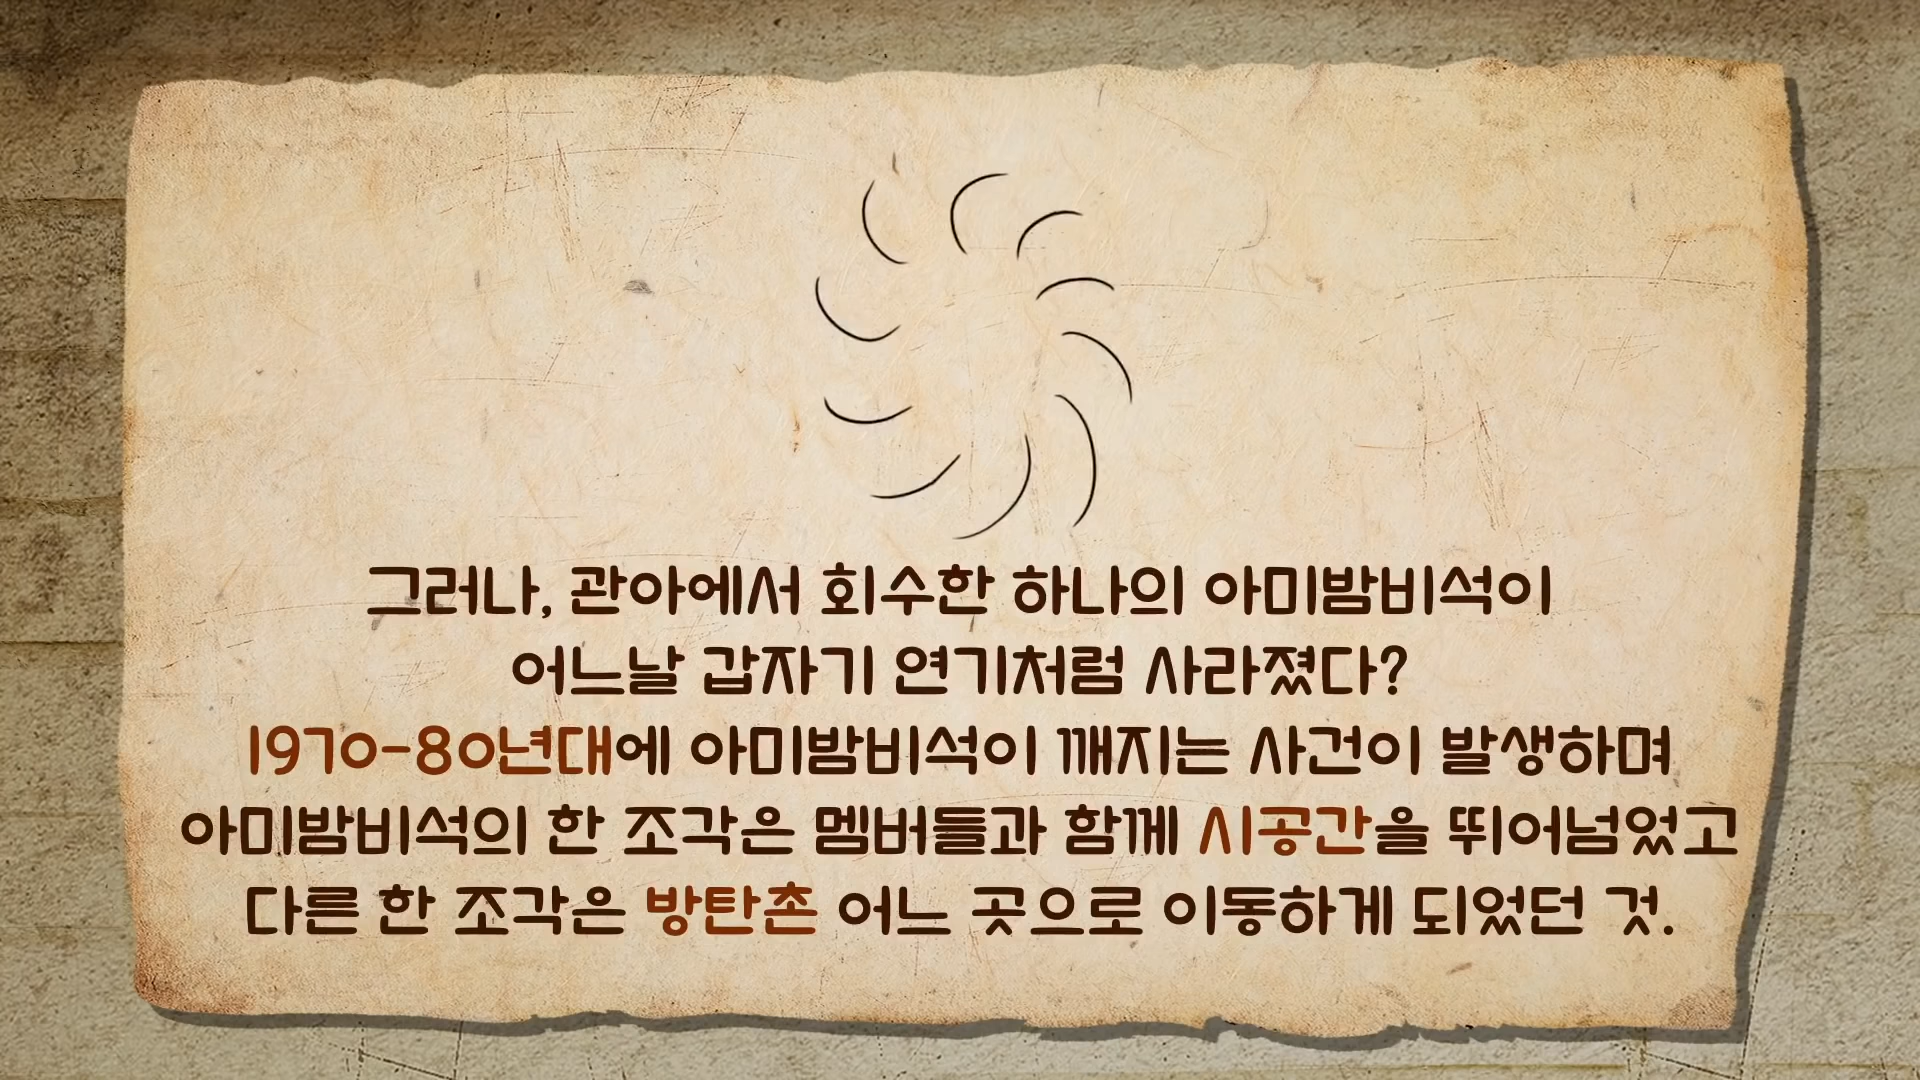 그러나, 관아에서 회수한 하나의 아미밤비석이
어느날 갑자기 연기처럼 사라졌다?
1970-80년대에 아미밤비석이 깨지는 사건이 발생하며
아미밤비석의 한 조각은 멤버들과 함께 시공간을 뛰어넘었고
다른 한 조각은 방탄촌 어느 곳으로 이동하게 되었던 것.